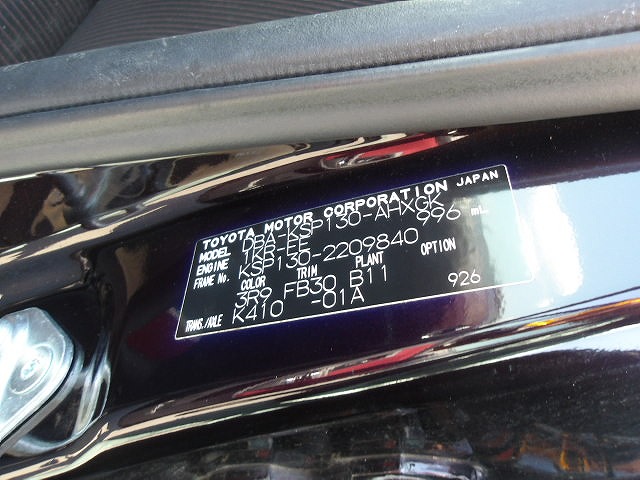 TOYOTA MOTOR CORPORATION JAPAN
MODEL DBA-KSP130-AHXGK
ENGINE 1KR-FE 996 mL
FRAME No. KSP130-2209840
COLOR TRIM PLANT OPTION
3R9 FB30 B11
TRANS./AXLE K410 -01A 926